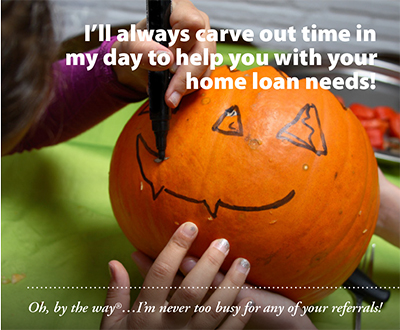 I'll always carve out time in
my day to help you with your
home loan needs!
Oh, by the way®...I'm never too busy for any of your referrals!